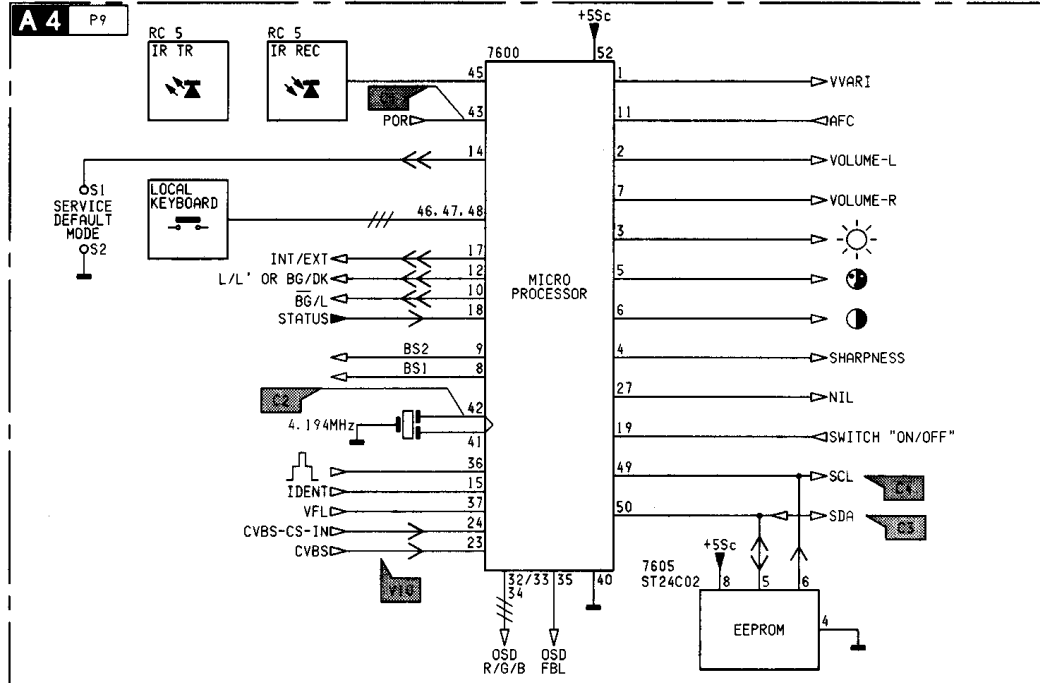 A 4 P9
+5Sc
RC 5
IR TR
RC 5
IR REC
7600
52
45
43
POR
14
S1
SERVICE
DEFAULT
MODE
S2
LOCAL
KEYBOARD
46.47.48
INT/EXT
17
L/L' OR BG/DK
12
BG/L
10
STATUS
18
BS2
9
BS1
8
C2
42
4.194MHz
41
36
IDENT
15
VFL
37
CVBS-CS-IN
24
CVBS
23
V10
MICRO
PROCESSOR
1
VVARI
11
AFC
2
VOLUME-L
7
VOLUME-R
3
5
6
4
SHARPNESS
27
NIL
19
SWITCH "ON/OFF"
49
SCL
C4
50
SDA
C3
32/33
34
35
40
OSD
R/G/B
OSD
FBL
+5Sc
7605
ST24C02
8
5
6
EEPROM
4